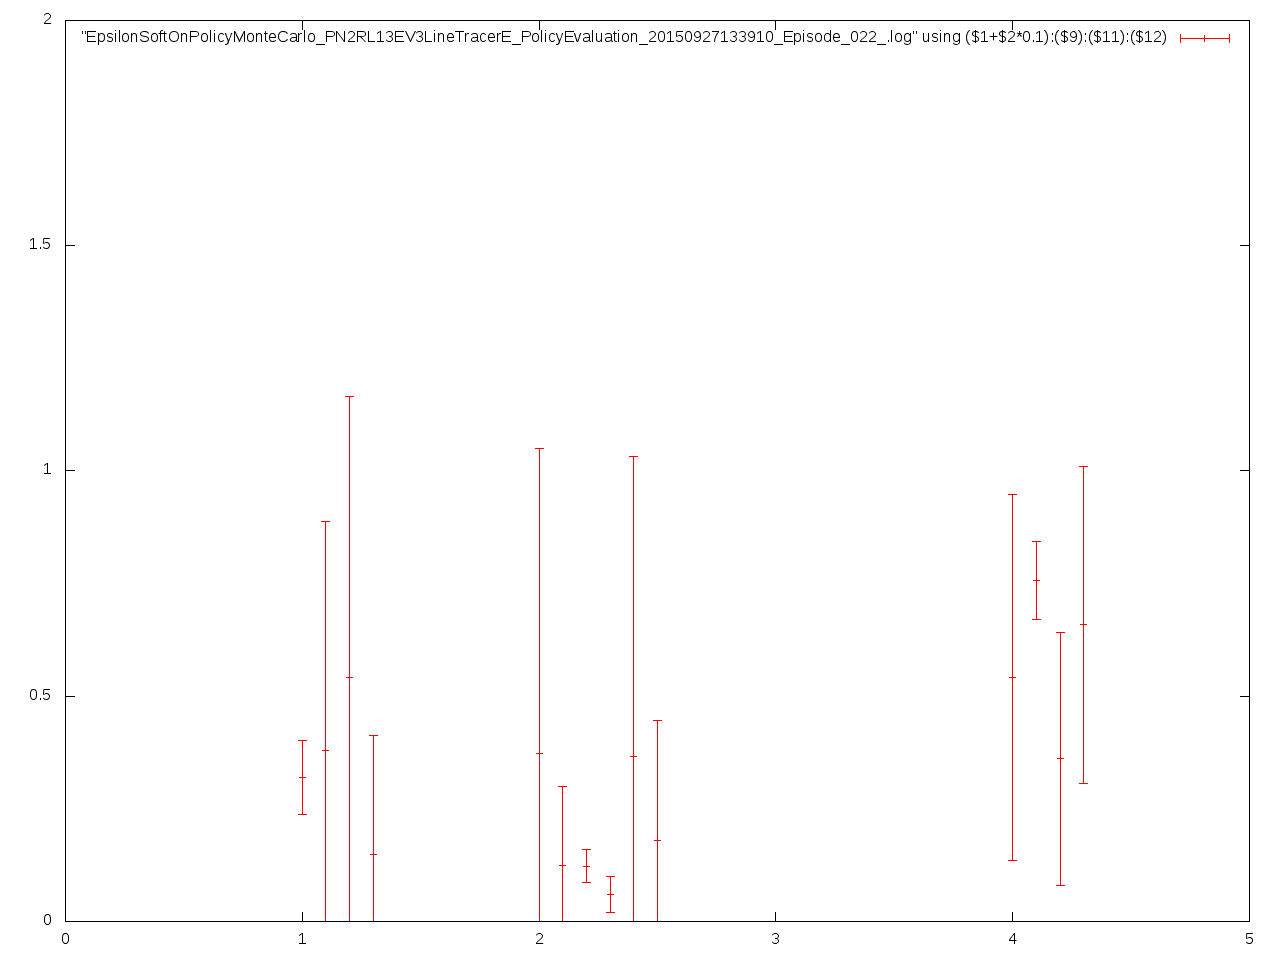 2
"EpsilonSoftOnPolicyMonteCarlo_PN2RL13EV3LineTracerE_PolicyEvaluation_20150927133910_Episode_022_.log" using ($1+$2*0.1):($9):($11):($12)
1.5
1
0.5
0
0 1 2 3 4 5